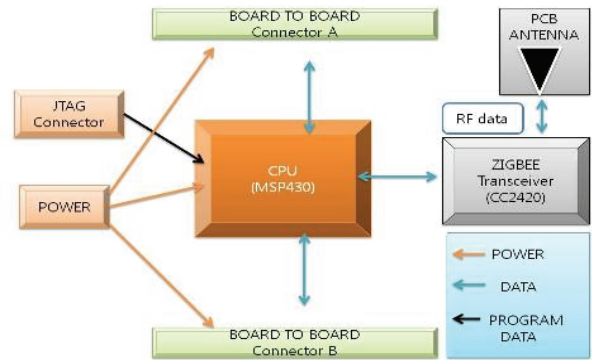 BOARD TO BOARD
Connector A
PCB
ANTENNA
JTAG
Connector
RF data
CPU
(MSP430)
ZIGBEE
Transceiver
(CC2420)
POWER
POWER
DATA
PROGRAM
DATA
BOARD TO BOARD
Connector B